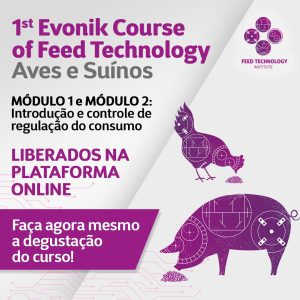 1st Evonik Course
of Feed Technology
Aves e Suínos
FEED TECHNOLOGY
INSTITUTE
MÓDULO 1 e MÓDULO 2:
Introdução e controle de
regulação do consumo
LIBERADOS NA
PLATAFORMA
ONLINE
Faça agora mesmo
a degustação
do curso!